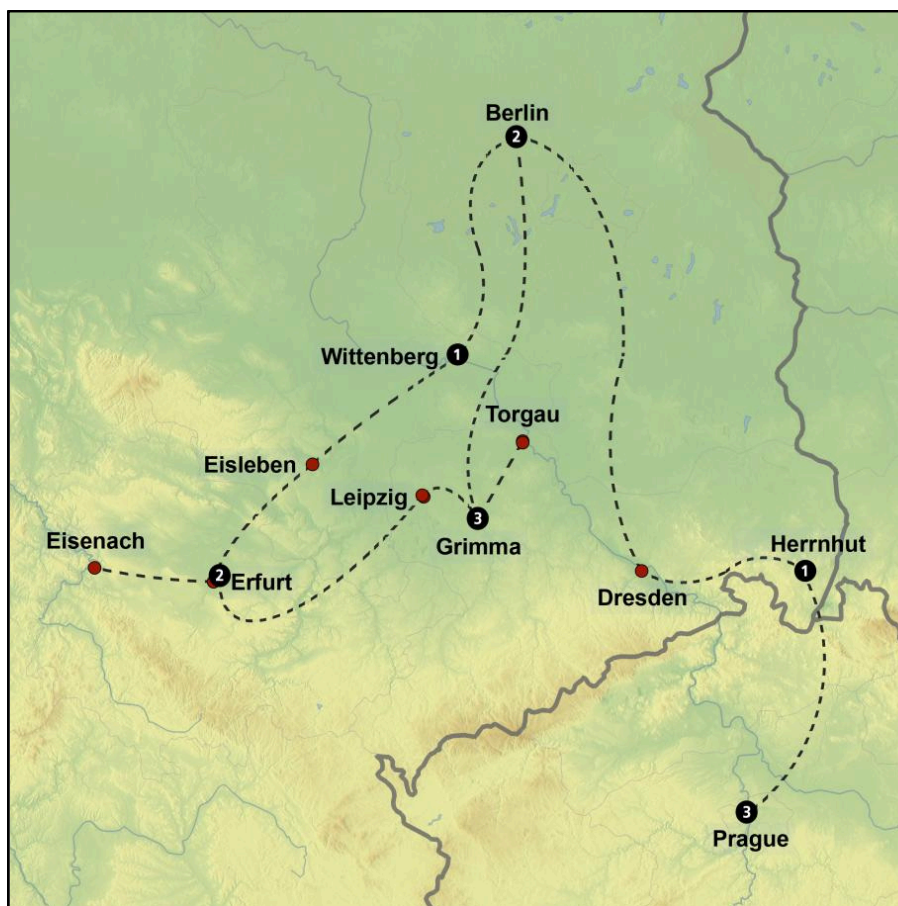 Berlin
2
Wittenberg
1
Torgau
Eisleben
Leipzig
3
Grimma
Eisenach
2
Erfurt
Herrnhut
1
Dresden
3
Prague